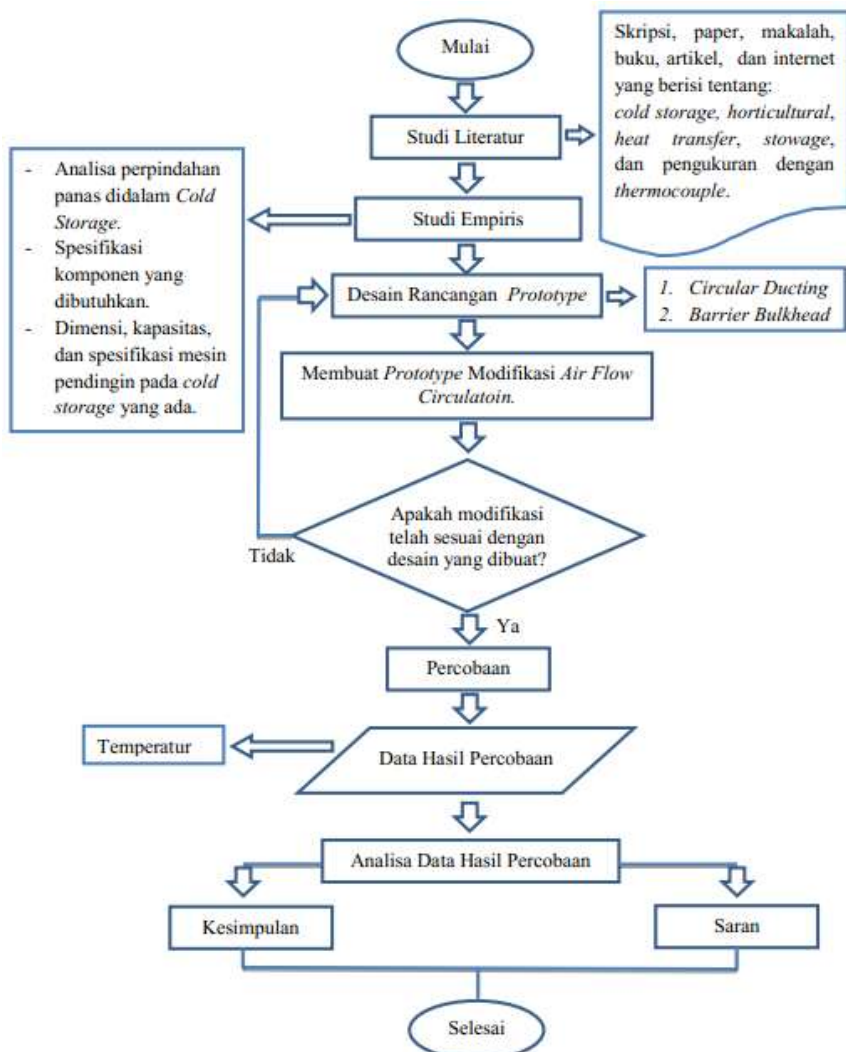 Mulai
Skripsi, paper, makalah,
buku, artikel, dan internet
yang berisi tentang:
cold storage, horticultural,
heat transfer, stowage,
dan pengukuran dengan
thermocouple.
Studi Literatur
- Analisa perpindahan
panas didalam Cold
Storage.
- Spesifikasi
komponen yang
dibutuhkan.
- Dimensi, kapasitas,
dan spesifikasi mesin
pendingin pada cold
storage yang ada.
Studi Empiris
Desain Rancangan Prototype
1. Circular Ducting
2. Barrier Bulkhead
Membuat Prototype Modifikasi Air Flow
Circulatoin.
Apakah modifikasi
telah sesuai dengan
desain yang dibuat?
Tidak
Ya
Percobaan
Temperatur
Data Hasil Percobaan
Analisa Data Hasil Percobaan
Kesimpulan
Saran
Selesai